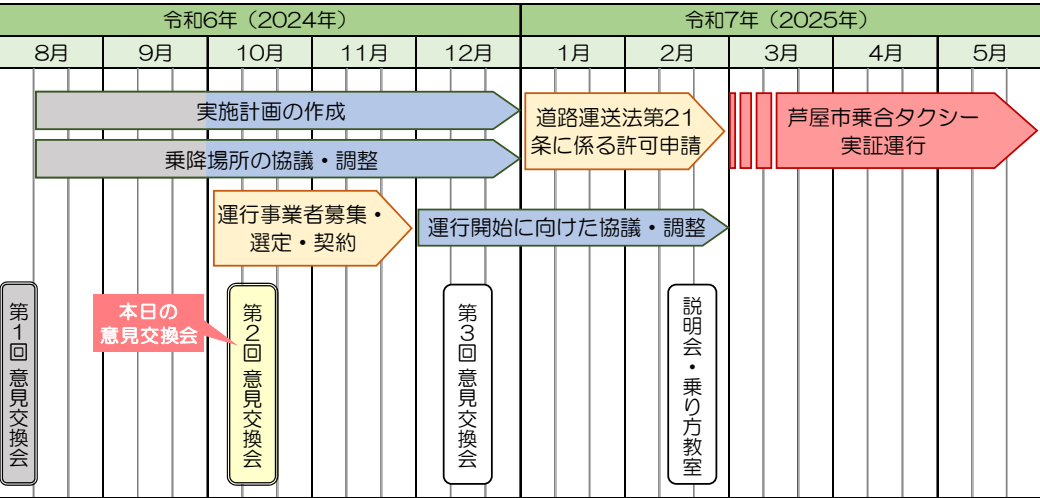 令和6年（2024年）
令和7年（2025年）
8月
9月
10月
11月
12月
1月
2月
3月
4月
5月
実施計画の作成
乗降場所の協議・調整
道路運送法第21
条に係る許可申請
芦屋市乗合タクシー
実証運行
運行事業者募集・
選定・契約
運行開始に向けた協議・調整
第1回 意見交換会
本日の
意見交換会
第2回 意見交換会
第3回 意見交換会
説明会・乗り方教室